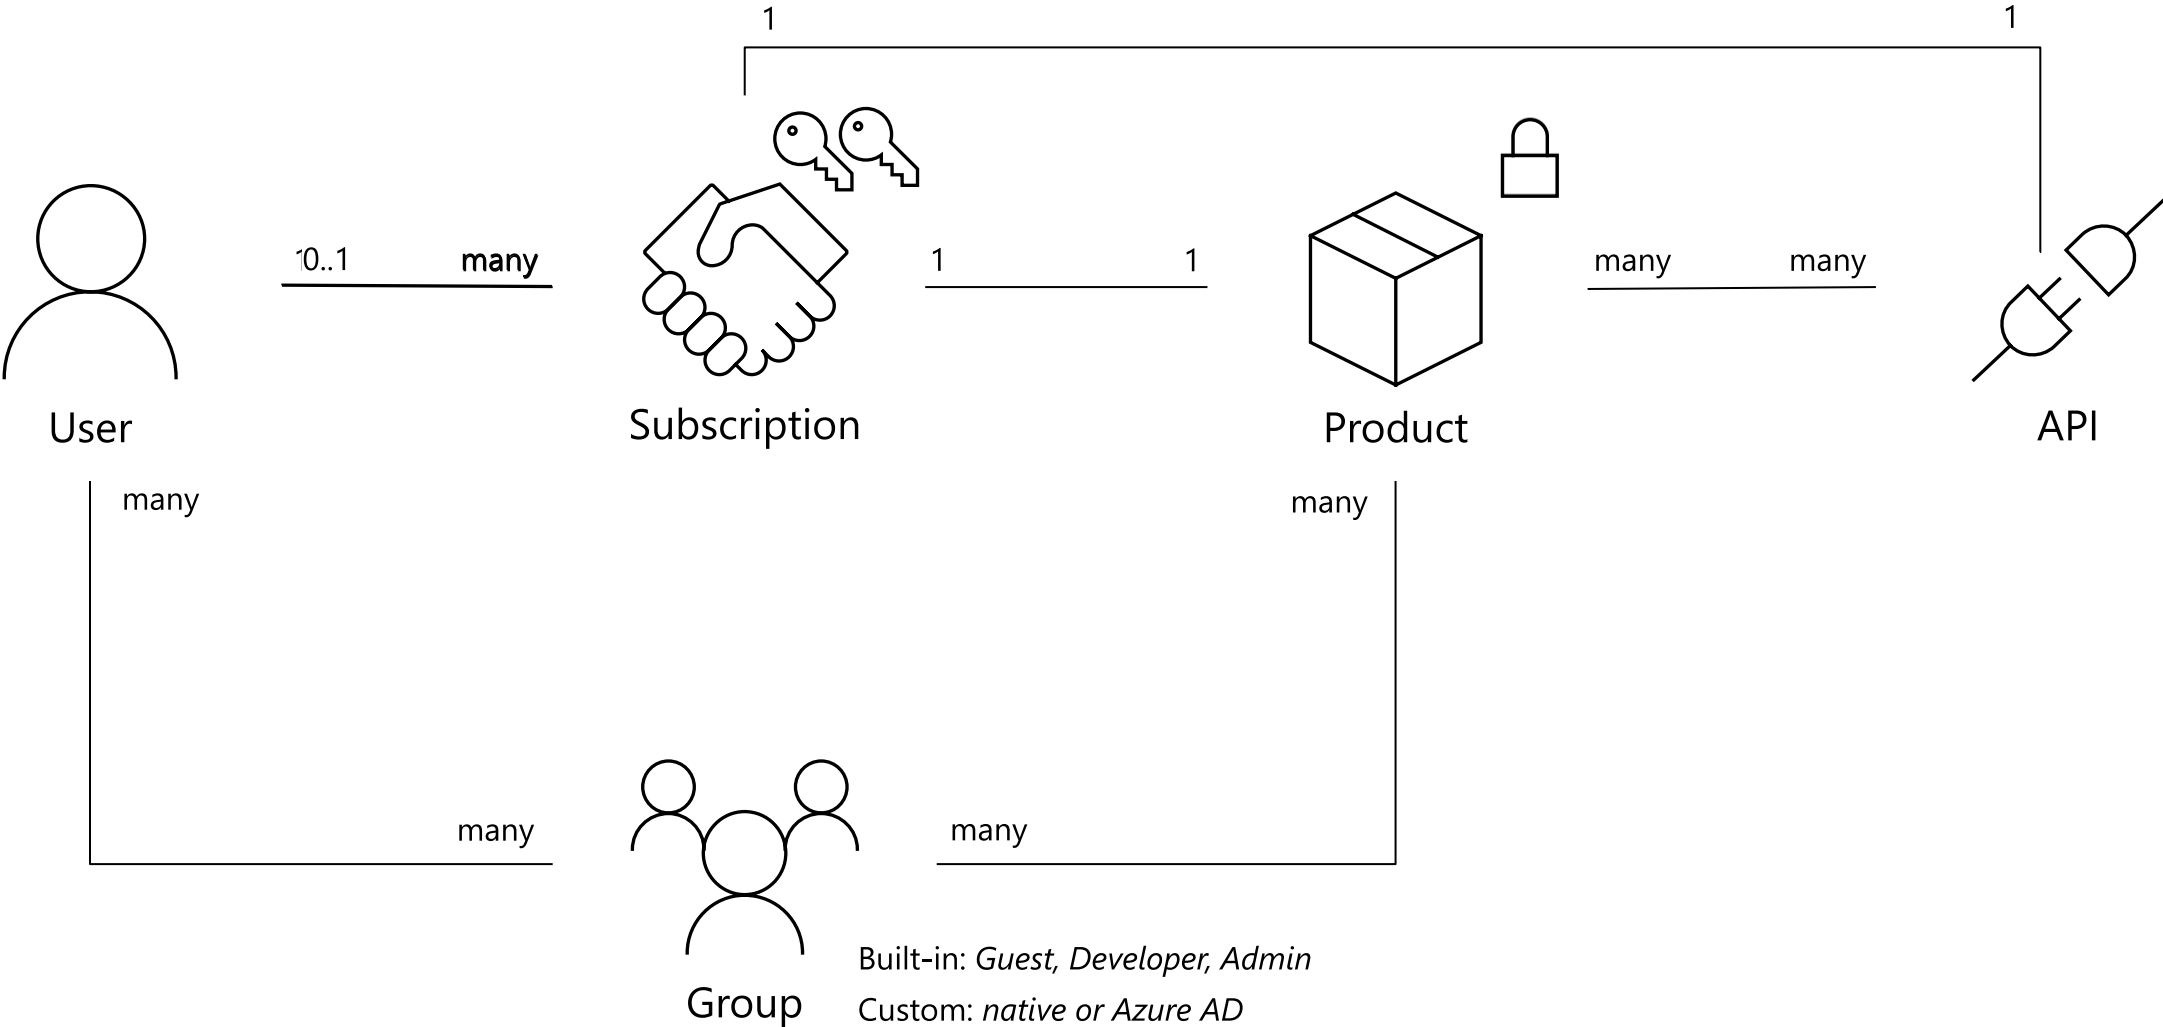 1
1
0..1
many
1
1
many
many
User
Subscription
Product
API
many
many
many
many
Built-in: Guest, Developer, Admin
Group
Custom: native or Azure AD